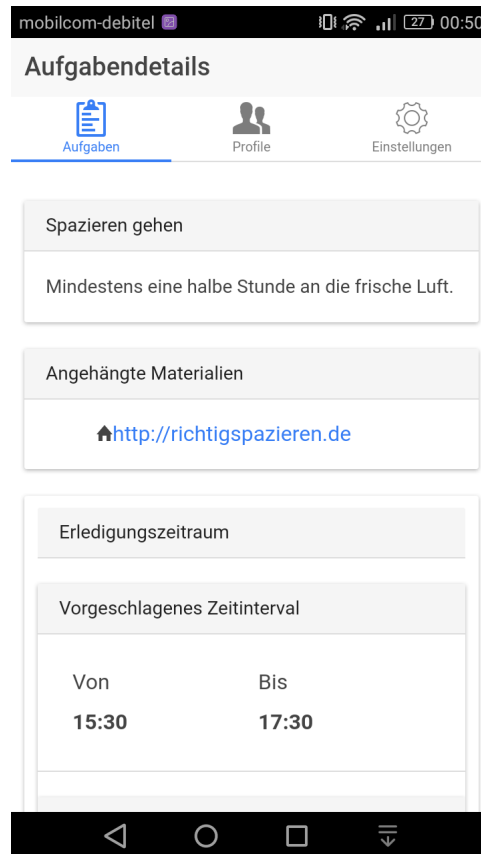 mobilcom-debitel 27 00:50
Aufgabendetails
Aufgaben Profile Einstellungen
Spazieren gehen
Mindestens eine halbe Stunde an die frische Luft.
Angehängte Materialien
http://richtigspazieren.de
Erledigungszeitraum
Vorgeschlagenes Zeitinterval
Von Bis
15:30 17:30